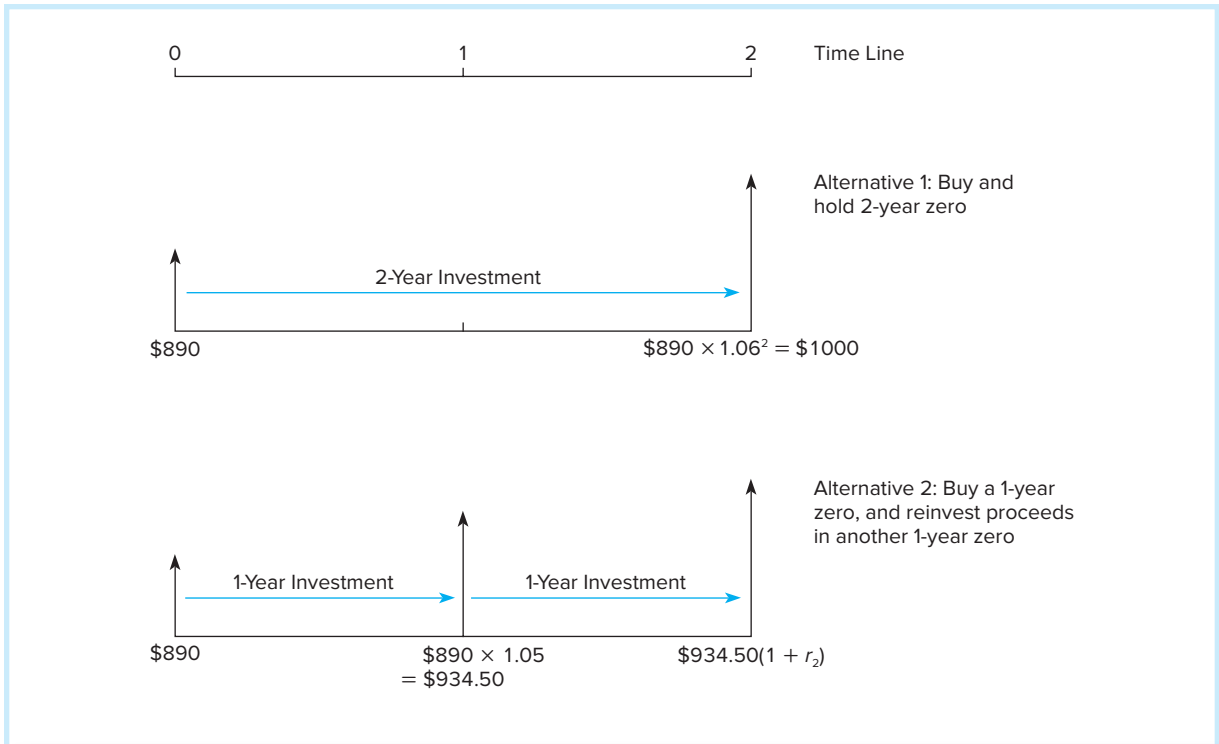 0 1 2 Time Line
Alternative 1: Buy and
hold 2-year zero
2-Year Investment
$890 $890 × 1.06² = $1000
Alternative 2: Buy a 1-year
zero, and reinvest proceeds
in another 1-year zero
1-Year Investment 1-Year Investment
$890 $890 × 1.05 $934.50(1 + r₂)
= $934.50